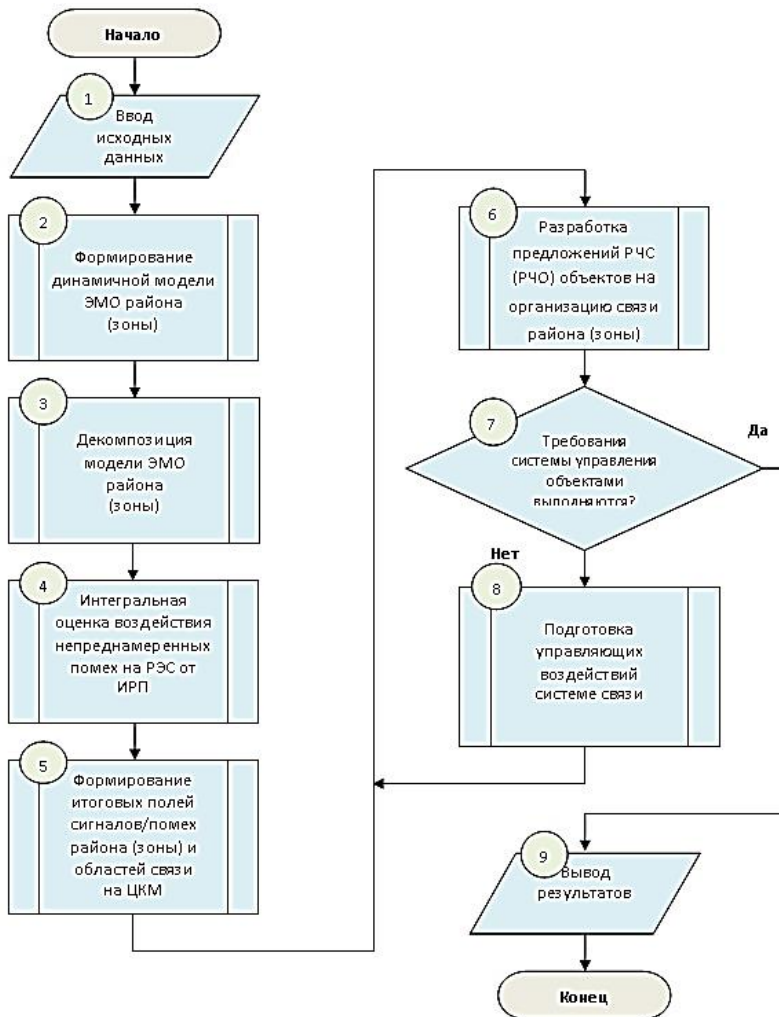 Начало
1
Ввод
исходных
данных
2
Формирование
динамичной модели
ЭМО района
(зоны)
3
Декомпозиция
модели ЭМО
района
(зоны)
4
Интегральная
оценка воздействия
непреднамеренных
помех на РЭС от
ИРП
5
Формирование
итоговых полей
сигналов/помех
района (зоны) и
областей связи
на ЦКМ
6
Разработка
предложений РЧС
(РЧО) объектов на
организацию связи
района (зоны)
7
Требования
системы управления
объектами
выполняются?
Да
Нет
8
Подготовка
управляющих
воздействий
системе связи
9
Вывод
результатов
Конец